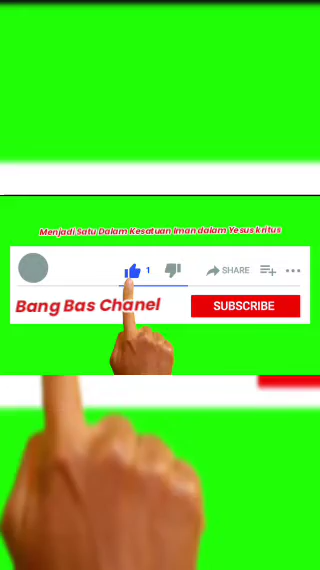 Menjadi Satu Dalam Kesatuan Iman dalam Yesus kritus
1
SHARE
Bang Bas Chanel
SUBSCRIBE